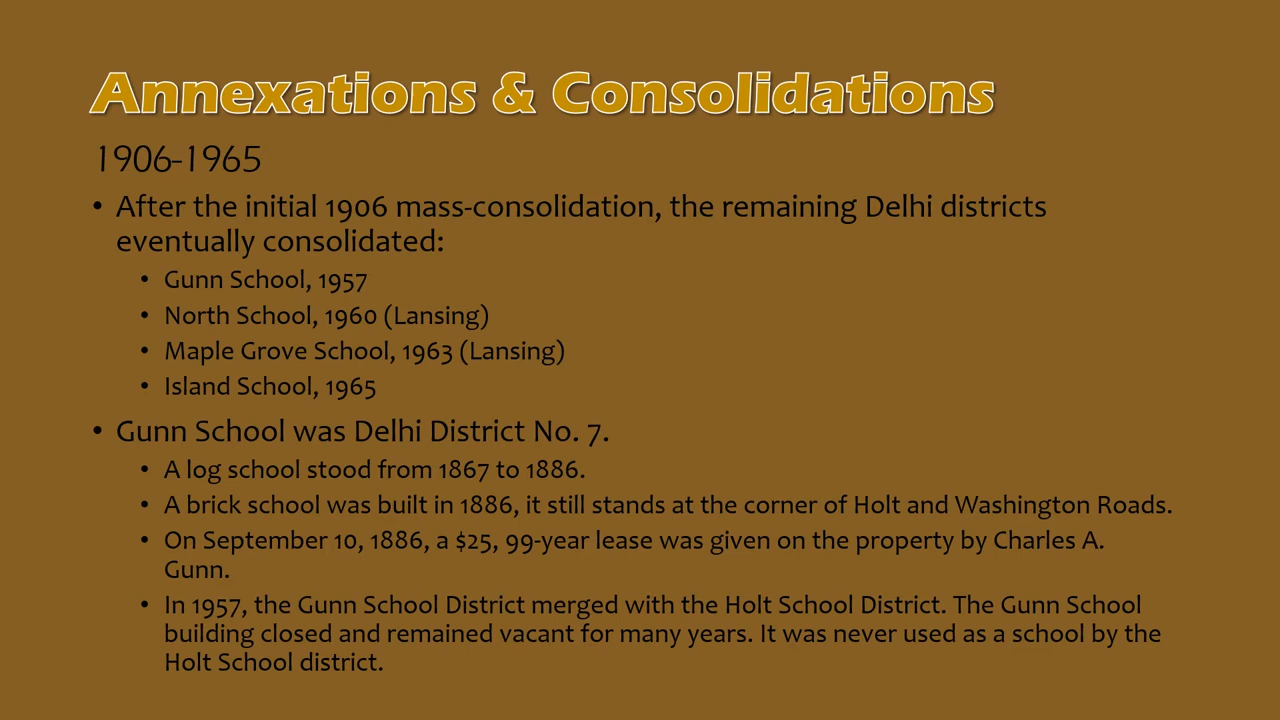 Annexations & Consolidations
1906-1965
• After the initial 1906 mass-consolidation, the remaining Delhi districts
eventually consolidated:
• Gunn School, 1957
• North School, 1960 (Lansing)
• Maple Grove School, 1963 (Lansing)
• Island School, 1965
• Gunn School was Delhi District No. 7.
• A log school stood from 1867 to 1886.
• A brick school was built in 1886, it still stands at the corner of Holt and Washington Roads.
• On September 10, 1886, a $25, 99-year lease was given on the property by Charles A.
Gunn.
• In 1957, the Gunn School District merged with the Holt School District. The Gunn School
building closed and remained vacant for many years. It was never used as a school by the
Holt School district.